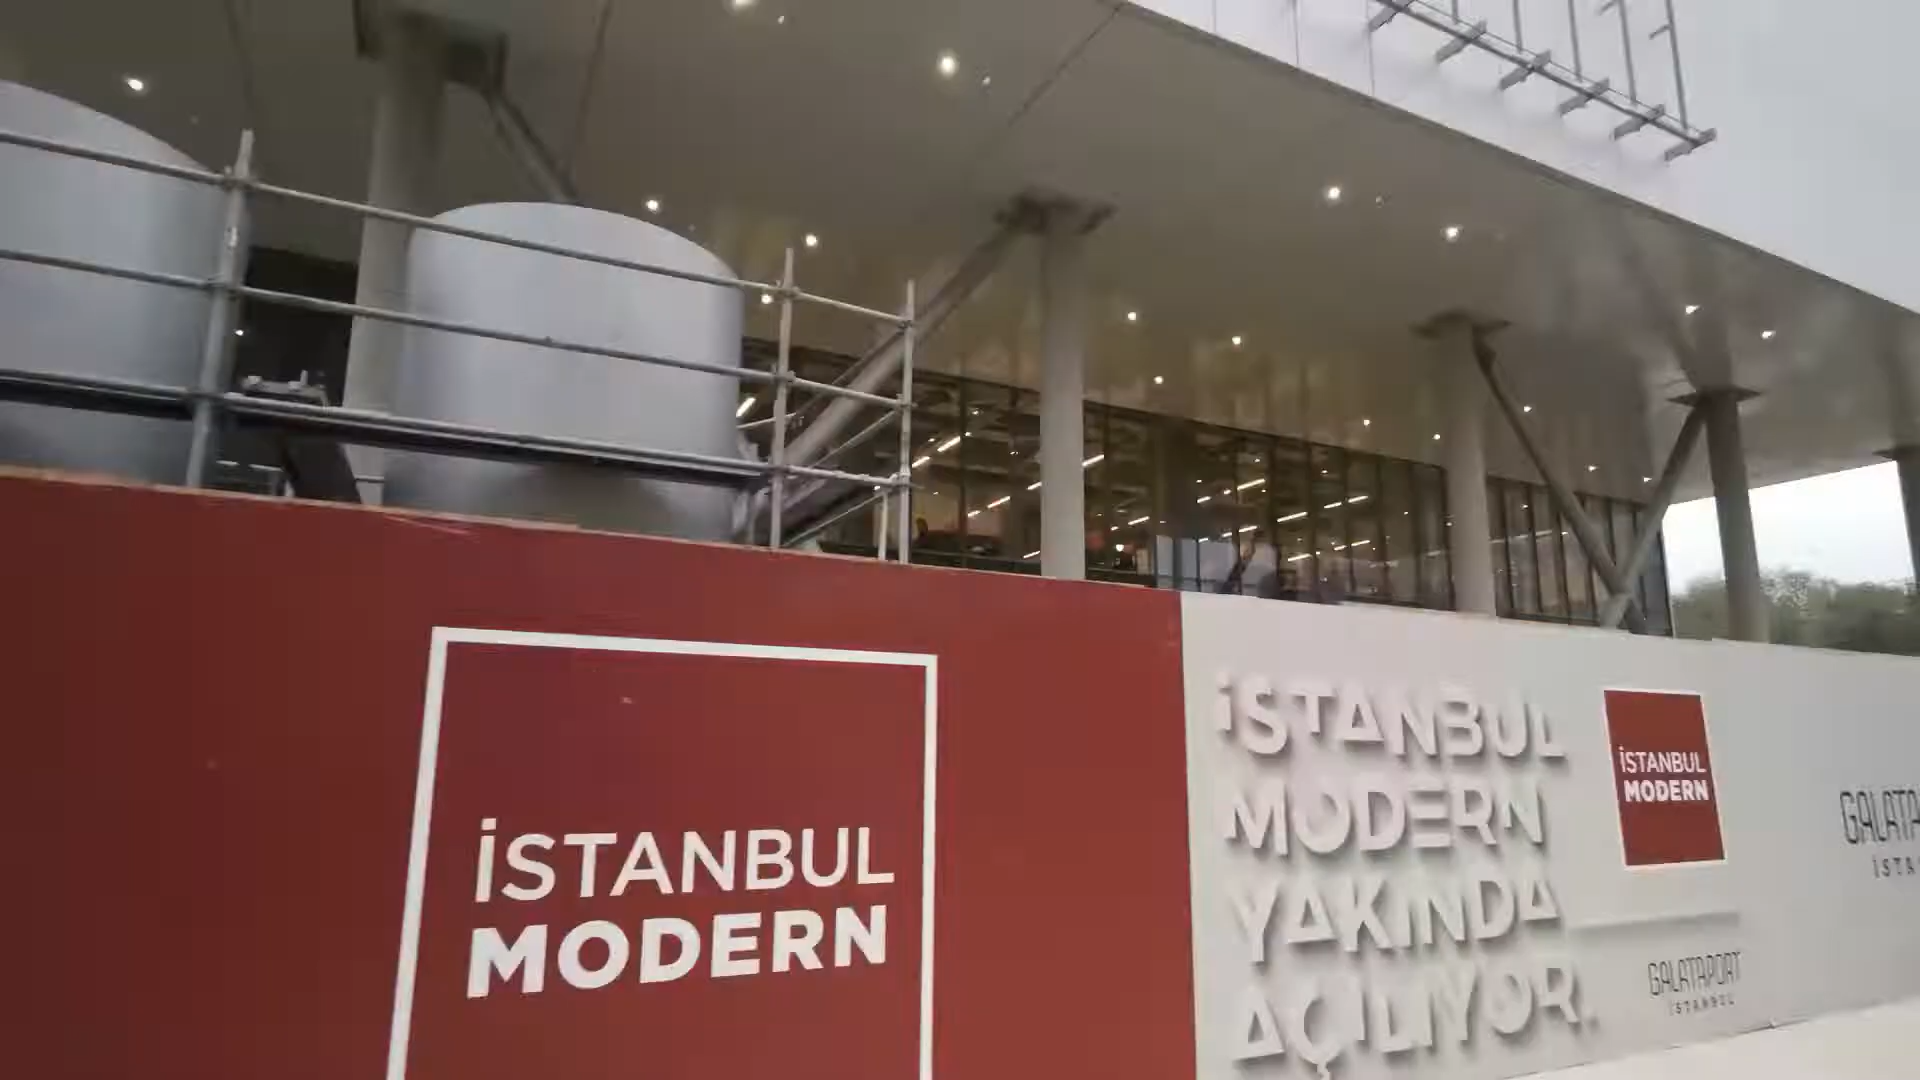 İSTANBUL
MODERN
İSTANBUL
MODERN
YAKINDA
AÇILIYOR.
İSTANBUL
MODERN
GALATAPORT
İSTANBUL